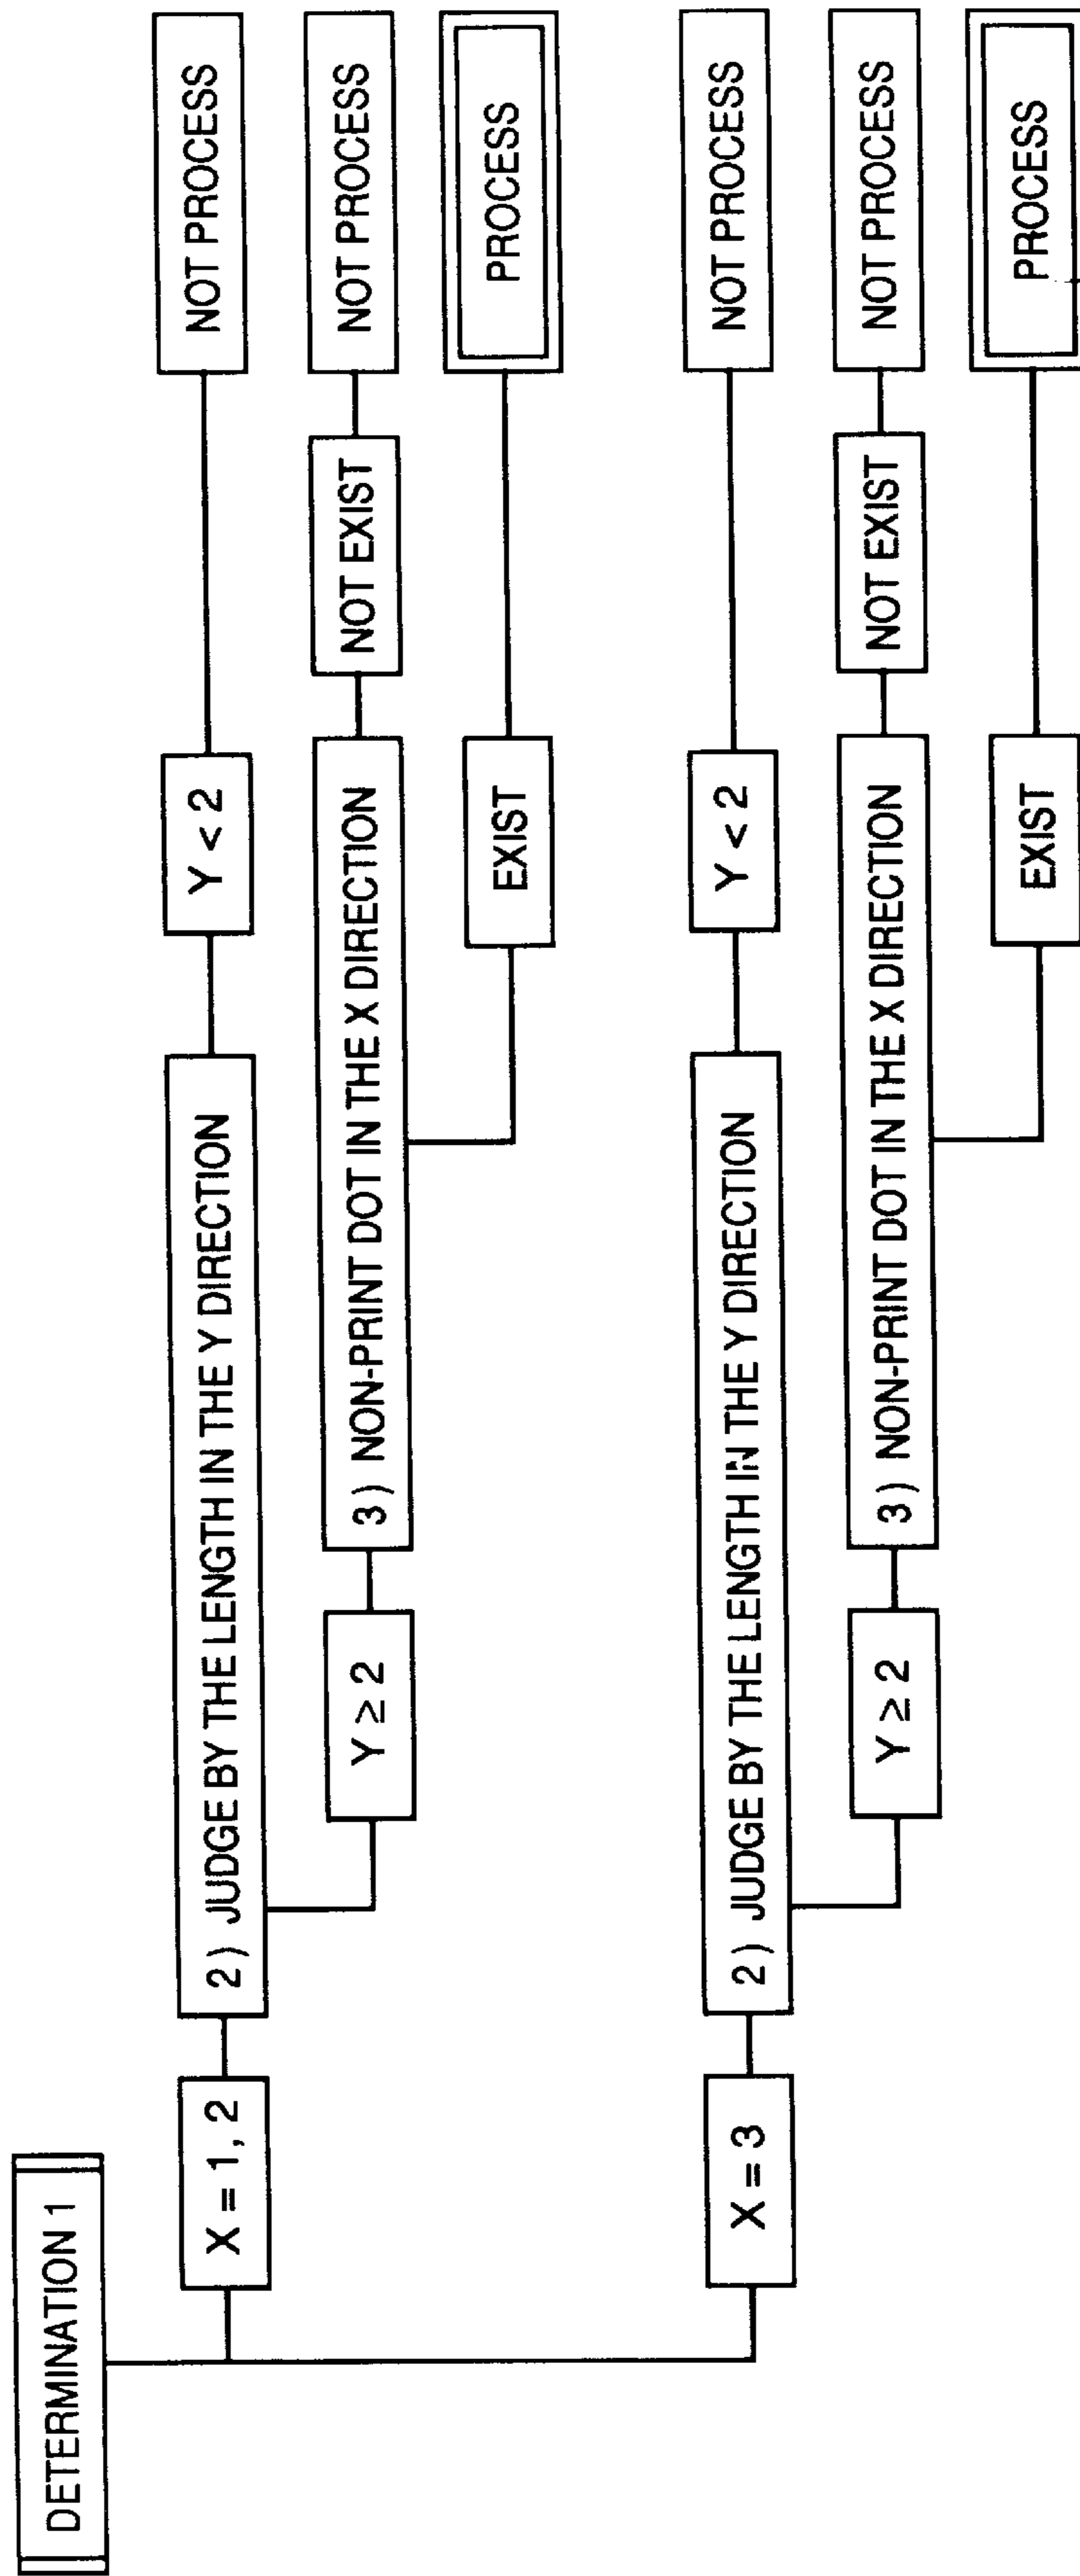 DETERMINATION 1
X = 1, 2
2) JUDGE BY THE LENGTH IN THE Y DIRECTION
Y < 2
NOT PROCESS
Y ≥ 2
3) NON-PRINT DOT IN THE X DIRECTION
NOT EXIST
NOT PROCESS
EXIST
PROCESS
X = 3
2) JUDGE BY THE LENGTH IN THE Y DIRECTION
Y < 2
NOT PROCESS
Y ≥ 2
3) NON-PRINT DOT IN THE X DIRECTION
NOT EXIST
NOT PROCESS
EXIST
PROCESS